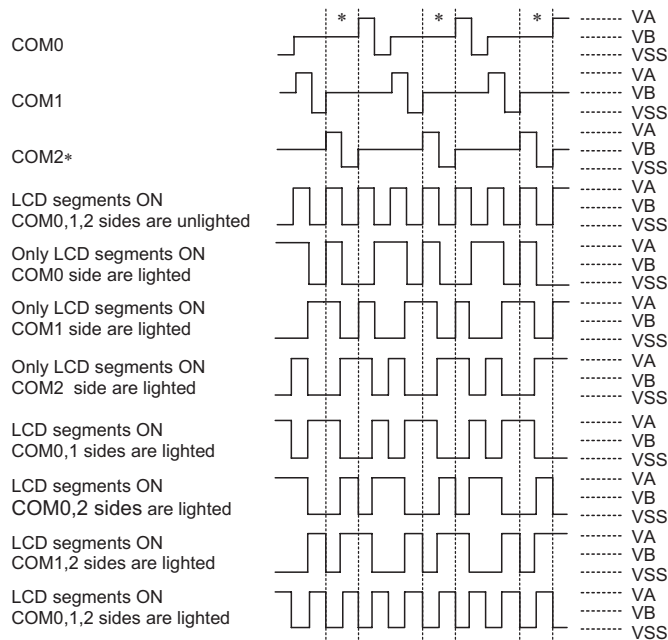 * * * VA
COM0 VB
VSS
VA
COM1 VB
VSS
VA
COM2* VB
VSS
LCD segments ON VA
COM0,1,2 sides are unlighted VB
VSS
Only LCD segments ON VA
COM0 side are lighted VB
VSS
Only LCD segments ON VA
COM1 side are lighted VB
VSS
Only LCD segments ON VA
COM2 side are lighted VB
VSS
LCD segments ON VA
COM0,1 sides are lighted VB
VSS
LCD segments ON VA
COM0,2 sides are lighted VB
VSS
LCD segments ON VA
COM1,2 sides are lighted VB
VSS
LCD segments ON VA
COM0,1,2 sides are lighted VB
VSS